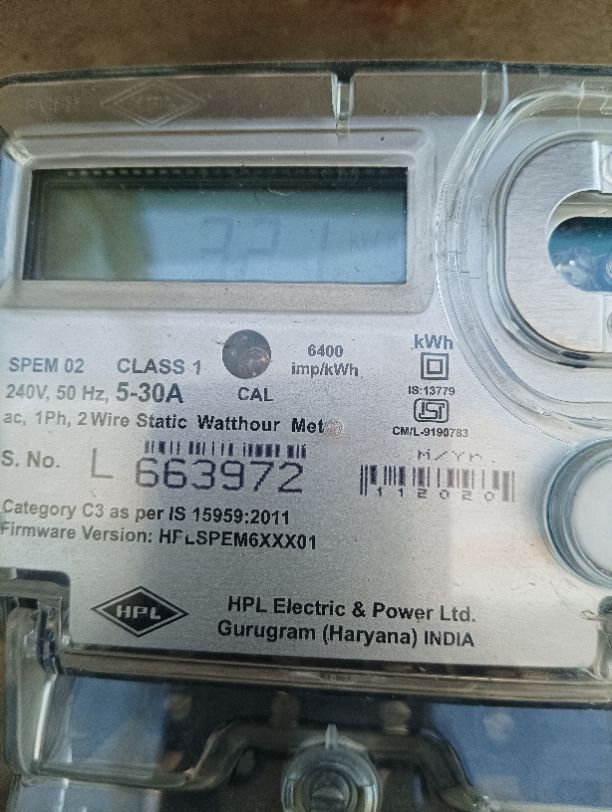 321
kWh
6400
imp/kWh
SPEM 02 CLASS 1
240V, 50 Hz, 5-30A CAL
IS:13779
ac, 1Ph, 2 Wire Static Watthour Met
CM/L-9190783
M/Yr
S. No. L 663972
112020
Category C3 as per IS 15959:2011
Firmware Version: HPLSPEM6XXX01
HPL
HPL Electric & Power Ltd.
Gurugram (Haryana) INDIA